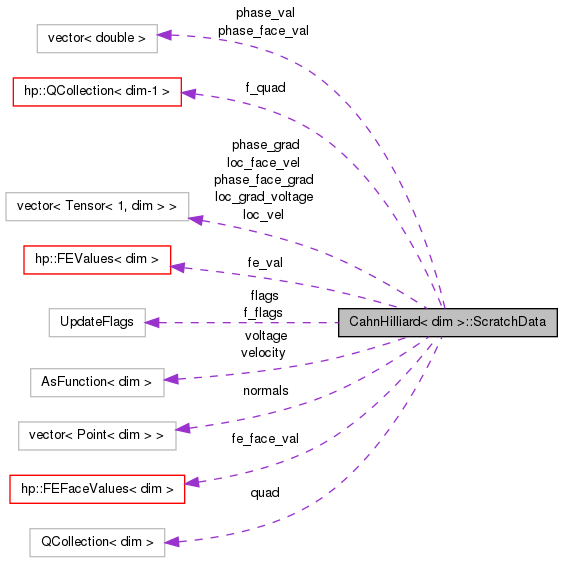 phase_val
phase_face_val
vector< double >
f_quad
hp::QCollection< dim-1 >
phase_grad
loc_face_vel
phase_face_grad
loc_grad_voltage
loc_vel
vector< Tensor< 1, dim > >
fe_val
hp::FEValues< dim >
flags
f_flags
UpdateFlags
CahnHilliard< dim >::ScratchData
voltage
velocity
AsFunction< dim >
normals
vector< Point< dim > >
fe_face_val
hp::FEFaceValues< dim >
quad
QCollection< dim >